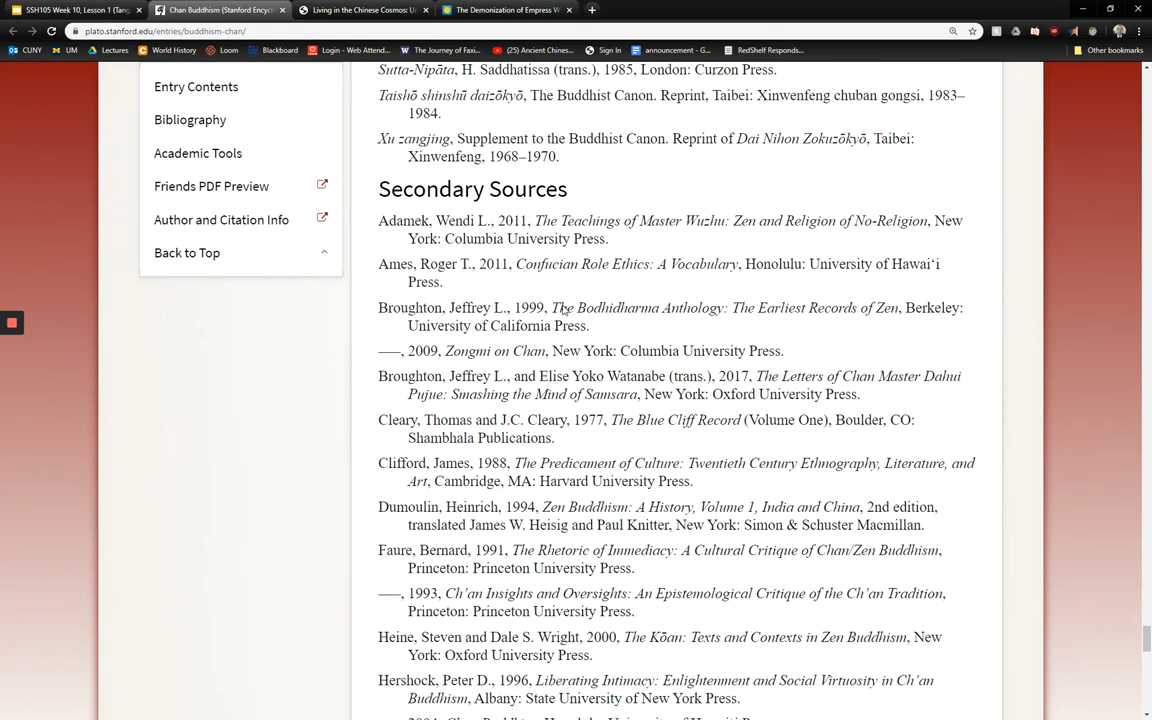 SSH105 Week 10, Lesson 1 (Tang
Chan Buddhism (Stanford Encyc
Living in the Chinese Cosmos: Un
The Demonization of Empress W
plato.stanford.edu/entries/buddhism-chan/
CUNY
UM
Lectures
World History
Loom
Blackboard
Login - Web Attend...
The Journey of Faxi...
(25) Ancient Chines...
Sign In
announcement - G...
RedShelf Respons...
Other bookmarks
Entry Contents
Bibliography
Academic Tools
Friends PDF Preview
Author and Citation Info
Back to Top
Sutta-Nipāta, H. Saddhatissa (trans.), 1985, London: Curzon Press.
Taishō shinshū daizōkyō, The Buddhist Canon. Reprint, Taibei: Xinwenfeng chuban gongsi, 1983–
1984.
Xu zangjing, Supplement to the Buddhist Canon. Reprint of Dai Nihon Zokuzōkyō, Taibei:
Xinwenfeng, 1968–1970.
Secondary Sources
Adamek, Wendi L., 2011, The Teachings of Master Wuzhu: Zen and Religion of No-Religion, New
York: Columbia University Press.
Ames, Roger T., 2011, Confucian Role Ethics: A Vocabulary, Honolulu: University of Hawai‘i
Press.
Broughton, Jeffrey L., 1999, The Bodhidharma Anthology: The Earliest Records of Zen, Berkeley:
University of California Press.
–––, 2009, Zongmi on Chan, New York: Columbia University Press.
Broughton, Jeffrey L., and Elise Yoko Watanabe (trans.), 2017, The Letters of Chan Master Dahui
Pujue: Smashing the Mind of Samsara, New York: Oxford University Press.
Cleary, Thomas and J.C. Cleary, 1977, The Blue Cliff Record (Volume One), Boulder, CO:
Shambhala Publications.
Clifford, James, 1988, The Predicament of Culture: Twentieth Century Ethnography, Literature, and
Art, Cambridge, MA: Harvard University Press.
Dumoulin, Heinrich, 1994, Zen Buddhism: A History, Volume 1, India and China, 2nd edition,
translated James W. Heisig and Paul Knitter, New York: Simon & Schuster Macmillan.
Faure, Bernard, 1991, The Rhetoric of Immediacy: A Cultural Critique of Chan/Zen Buddhism,
Princeton: Princeton University Press.
–––, 1993, Ch’an Insights and Oversights: An Epistemological Critique of the Ch’an Tradition,
Princeton: Princeton University Press.
Heine, Steven and Dale S. Wright, 2000, The Kōan: Texts and Contexts in Zen Buddhism, New
York: Oxford University Press.
Hershock, Peter D., 1996, Liberating Intimacy: Enlightenment and Social Virtuosity in Ch’an
Buddhism, Albany: State University of New York Press.